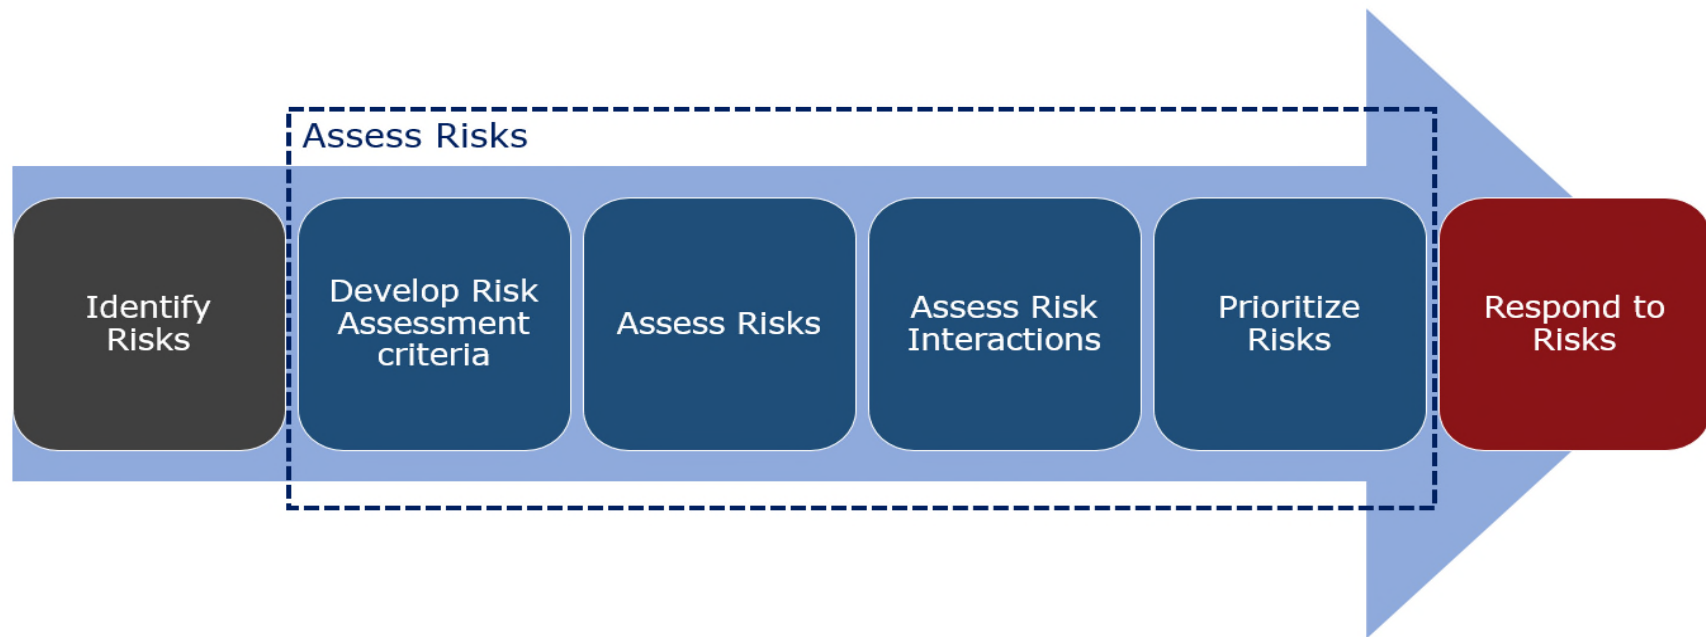 Assess Risks
Identify
Risks
Develop Risk
Assessment
criteria
Assess Risks
Assess Risk
Interactions
Prioritize
Risks
Respond to
Risks